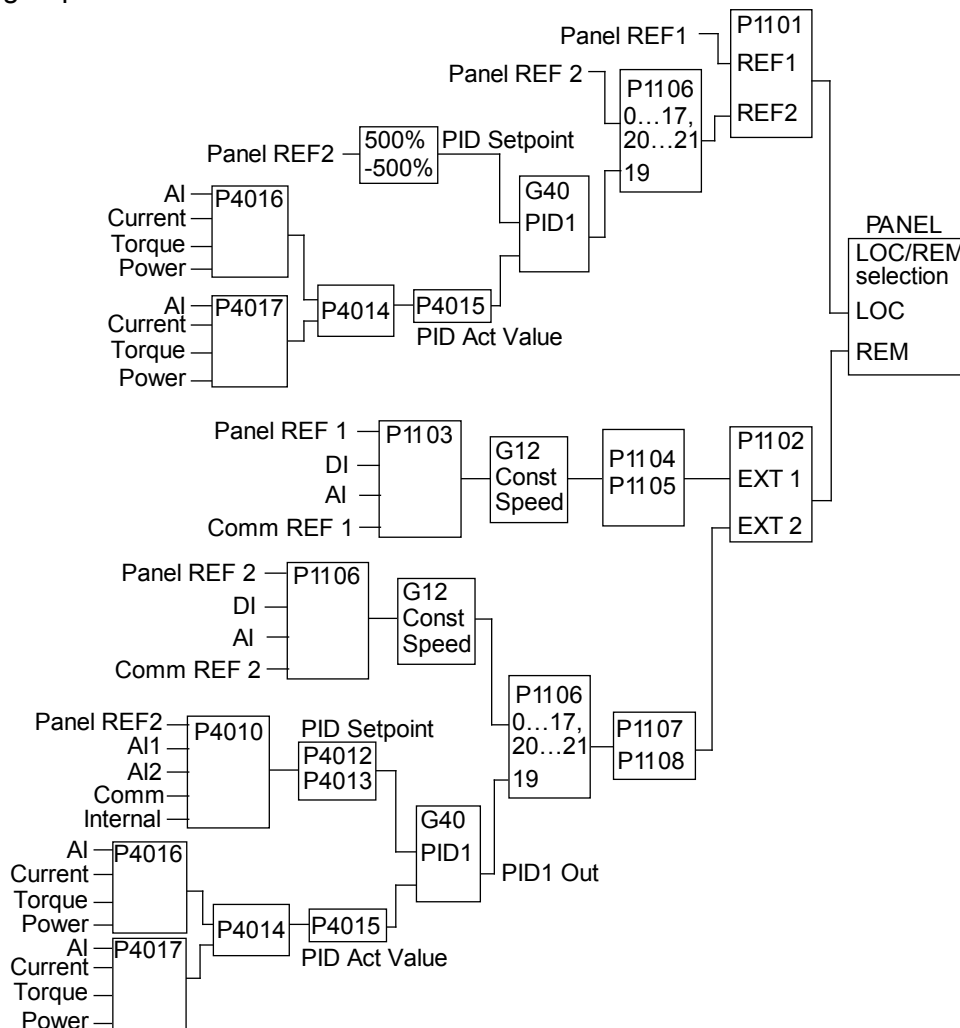 Panel REF1
P1101
REF1
REF2
Panel REF 2
P1106
0...17,
20...21
19
Panel REF2
500%
-500%
PID Setpoint
G40
PID1
AI
Current
Torque
Power
P4016
AI
Current
Torque
Power
P4017
P4014
P4015
PID Act Value
PANEL
LOC/REM
selection
LOC
REM
Panel REF 1
DI
AI
Comm REF 1
P1103
G12
Const
Speed
P1104
P1105
P1102
EXT 1
EXT 2
Panel REF 2
DI
AI
Comm REF 2
P1106
G12
Const
Speed
P1106
0...17,
20...21
19
P1107
P1108
Panel REF2
AI1
AI2
Comm
Internal
P4010
PID Setpoint
P4012
P4013
G40
PID1
PID1 Out
AI
Current
Torque
Power
P4016
AI
Current
Torque
Power
P4017
P4014
P4015
PID Act Value